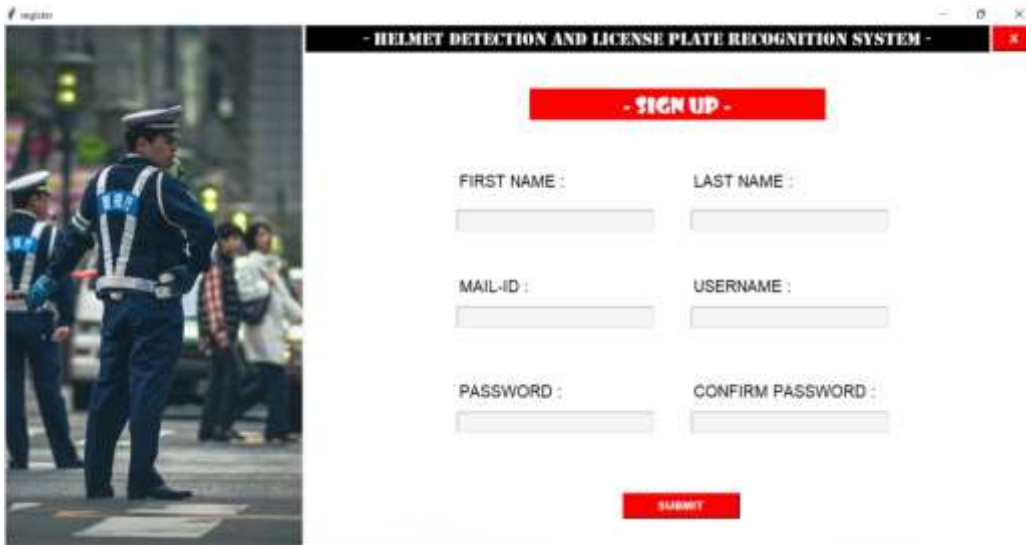 register
- HELMET DETECTION AND LICENSE PLATE RECOGNITION SYSTEM -
X
- SIGN UP -
FIRST NAME :
LAST NAME :
MAIL-ID :
USERNAME :
PASSWORD :
CONFIRM PASSWORD :
SUBMIT